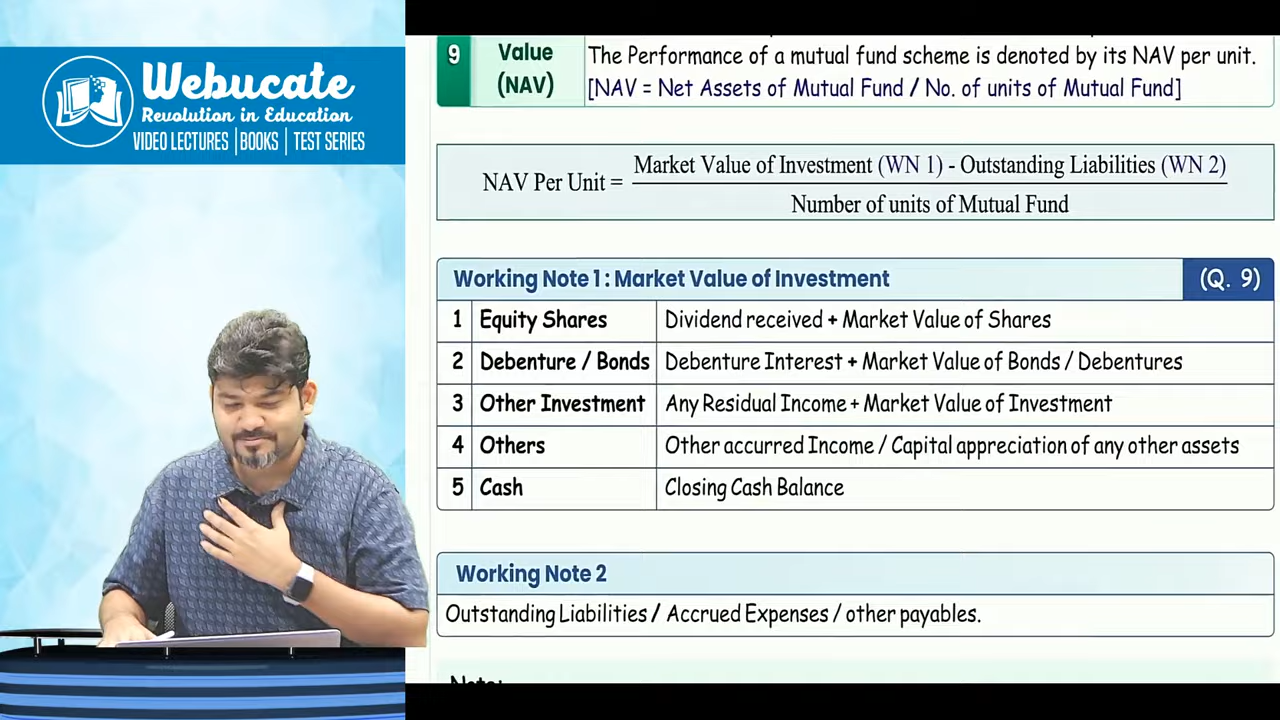 Webucate
Revolution in Education
VIDEO LECTURES | BOOKS | TEST SERIES
9
Value
(NAV)
The Performance of a mutual fund scheme is denoted by its NAV per unit.
[NAV = Net Assets of Mutual Fund / No. of units of Mutual Fund]
NAV Per Unit = Market Value of Investment (WN 1) - Outstanding Liabilities (WN 2)
Number of units of Mutual Fund
Working Note 1 : Market Value of Investment (Q. 9)
1 Equity Shares Dividend received + Market Value of Shares
2 Debenture / Bonds Debenture Interest + Market Value of Bonds / Debentures
3 Other Investment Any Residual Income + Market Value of Investment
4 Others Other accurred Income / Capital appreciation of any other assets
5 Cash Closing Cash Balance
Working Note 2
Outstanding Liabilities / Accrued Expenses / other payables.